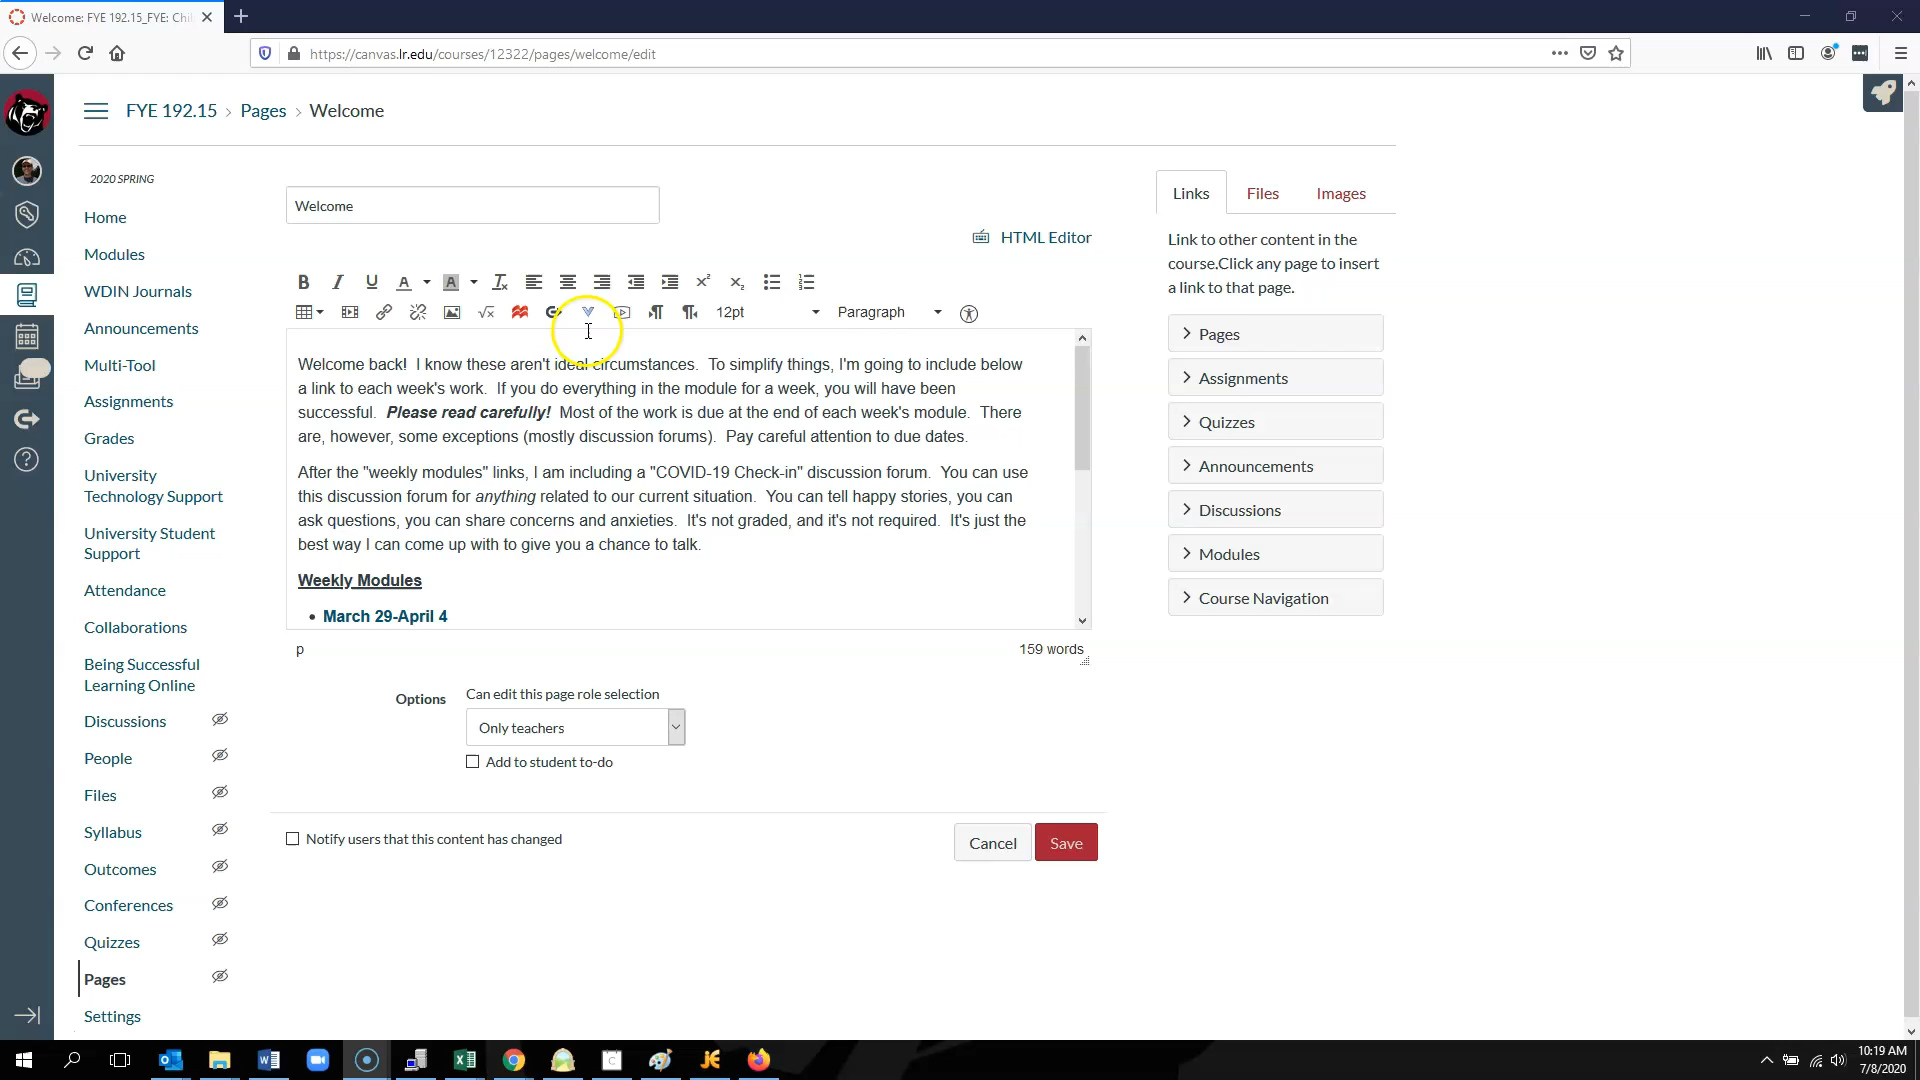 Welcome: FYE 192.15_FYE: Chi
https://canvas.lr.edu/courses/12322/pages/welcome/edit
FYE 192.15 › Pages › Welcome
2020 SPRING
Home
Modules
WDIN Journals
Announcements
Multi-Tool
Assignments
Grades
University
Technology Support
University Student
Support
Attendance
Collaborations
Being Successful
Learning Online
Discussions
People
Files
Syllabus
Outcomes
Conferences
Quizzes
Pages
Settings
Welcome
HTML Editor
12pt
Paragraph
Welcome back!  I know these aren't ideal circumstances.  To simplify things, I'm going to include below
a link to each week's work.  If you do everything in the module for a week, you will have been
successful.  Please read carefully!  Most of the work is due at the end of each week's module.  There
are, however, some exceptions (mostly discussion forums).  Pay careful attention to due dates.
After the "weekly modules" links, I am including a "COVID-19 Check-in" discussion forum.  You can use
this discussion forum for anything related to our current situation.  You can tell happy stories, you can
ask questions, you can share concerns and anxieties.  It's not graded, and it's not required.  It's just the
best way I can come up with to give you a chance to talk.
Weekly Modules
• March 29-April 4
p
159 words
Options
Can edit this page role selection
Only teachers
Add to student to-do
Notify users that this content has changed
Cancel
Save
Links
Files
Images
Link to other content in the
course.Click any page to insert
a link to that page.
Pages
Assignments
Quizzes
Announcements
Discussions
Modules
Course Navigation
10:19 AM
7/8/2020